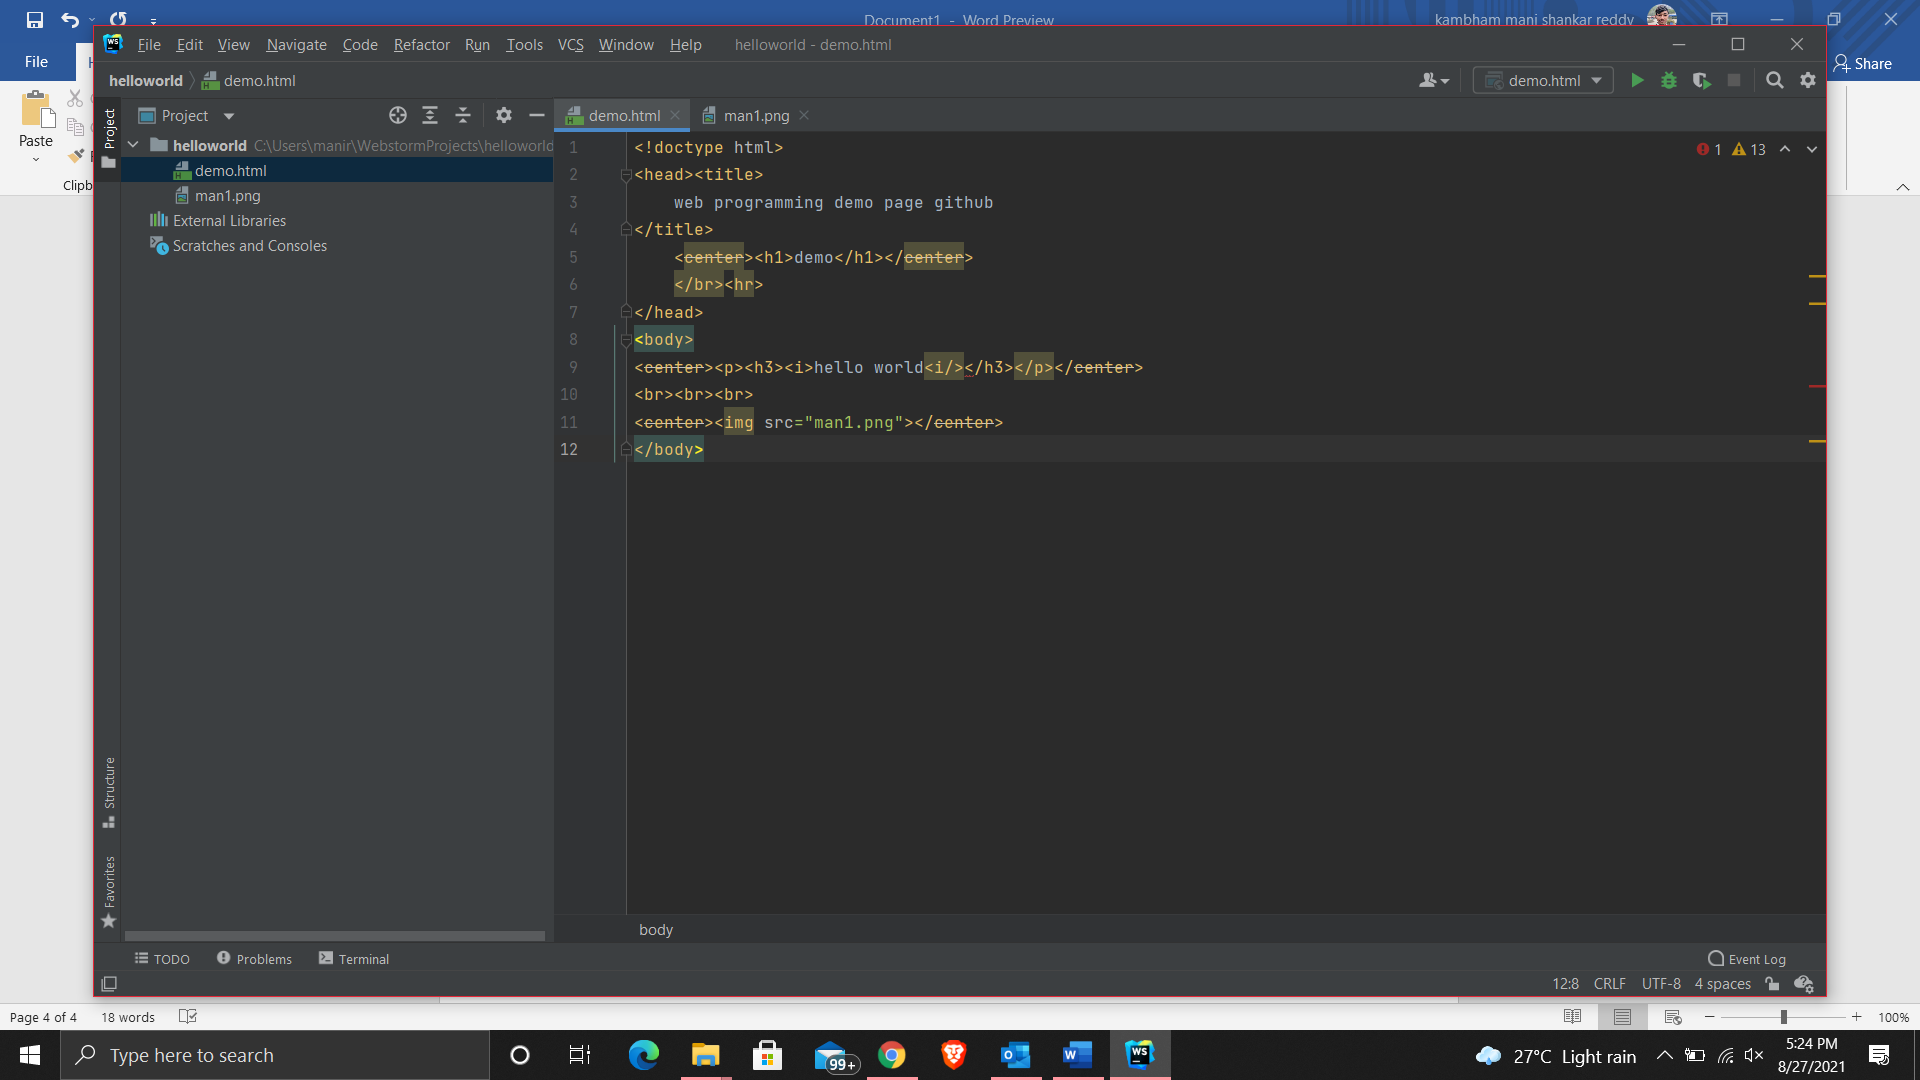 Document1 - Word Preview
kambham mani shankar reddy
File
Share
Paste
Clipb
File Edit View Navigate Code Refactor Run Tools VCS Window Help
helloworld - demo.html
helloworld demo.html
demo.html
Project
Project
demo.html
man1.png
helloworld C:\Users\manir\WebstormProjects\helloworld
demo.html
man1.png
External Libraries
Scratches and Consoles
1 13
1 <!doctype html>
2 <head><title>
3 web programming demo page github
4 </title>
5 <center><h1>demo</h1></center>
6 </br><hr>
7 </head>
8 <body>
9 <center><p><h3><i>hello world<i/></h3></p></center>
10 <br><br><br>
11 <center><img src="man1.png"></center>
12 </body>
Structure
Favorites
body
TODO Problems Terminal
Event Log
12:8 CRLF UTF-8 4 spaces
Page 4 of 4 18 words
100%
Type here to search
99+
27°C Light rain
5:24 PM
8/27/2021